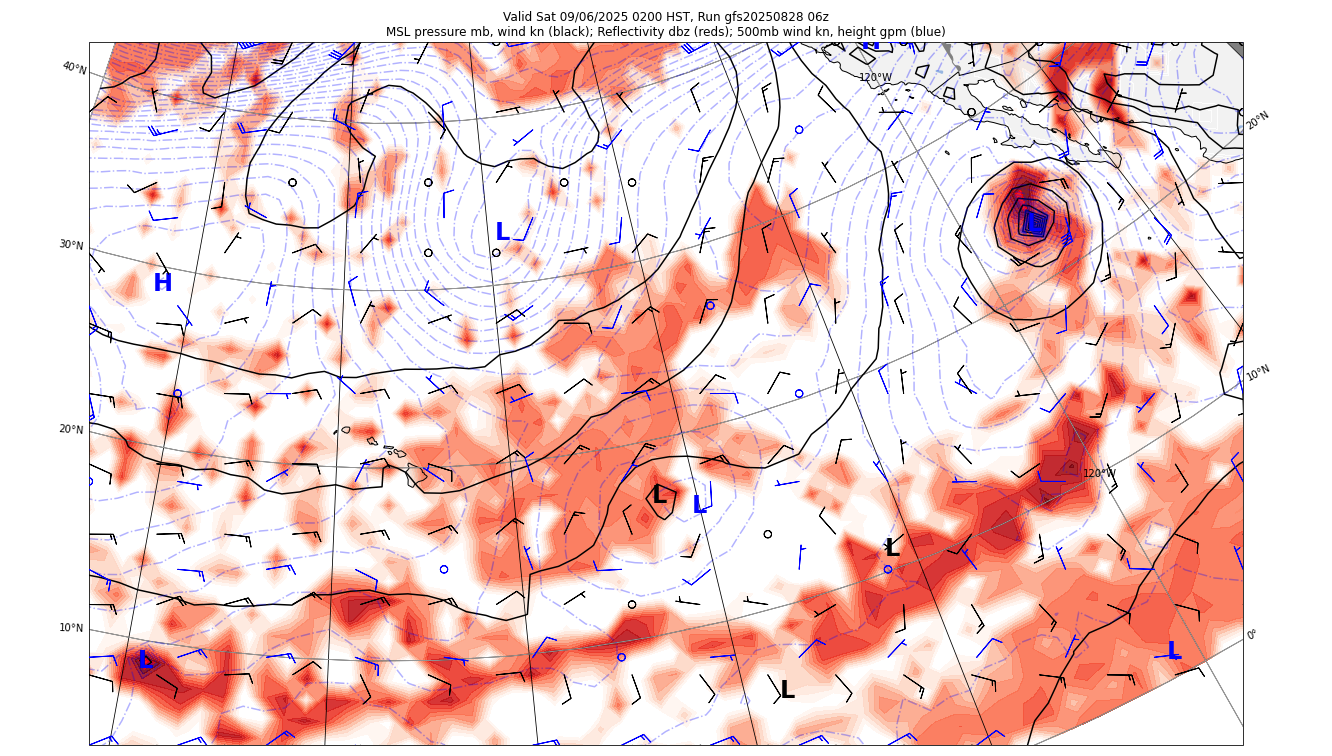 Valid Sat 09/06/2025 0200 HST, Run gfs20250828 06z
MSL pressure mb, wind kn (black); Reflectivity dbz (reds); 500mb wind kn, height gpm (blue)
H
40°N
120°W
20°N
L
30°N
H
10°N
20°N
120°W
L
L
L
10°N
0°
L
L
L